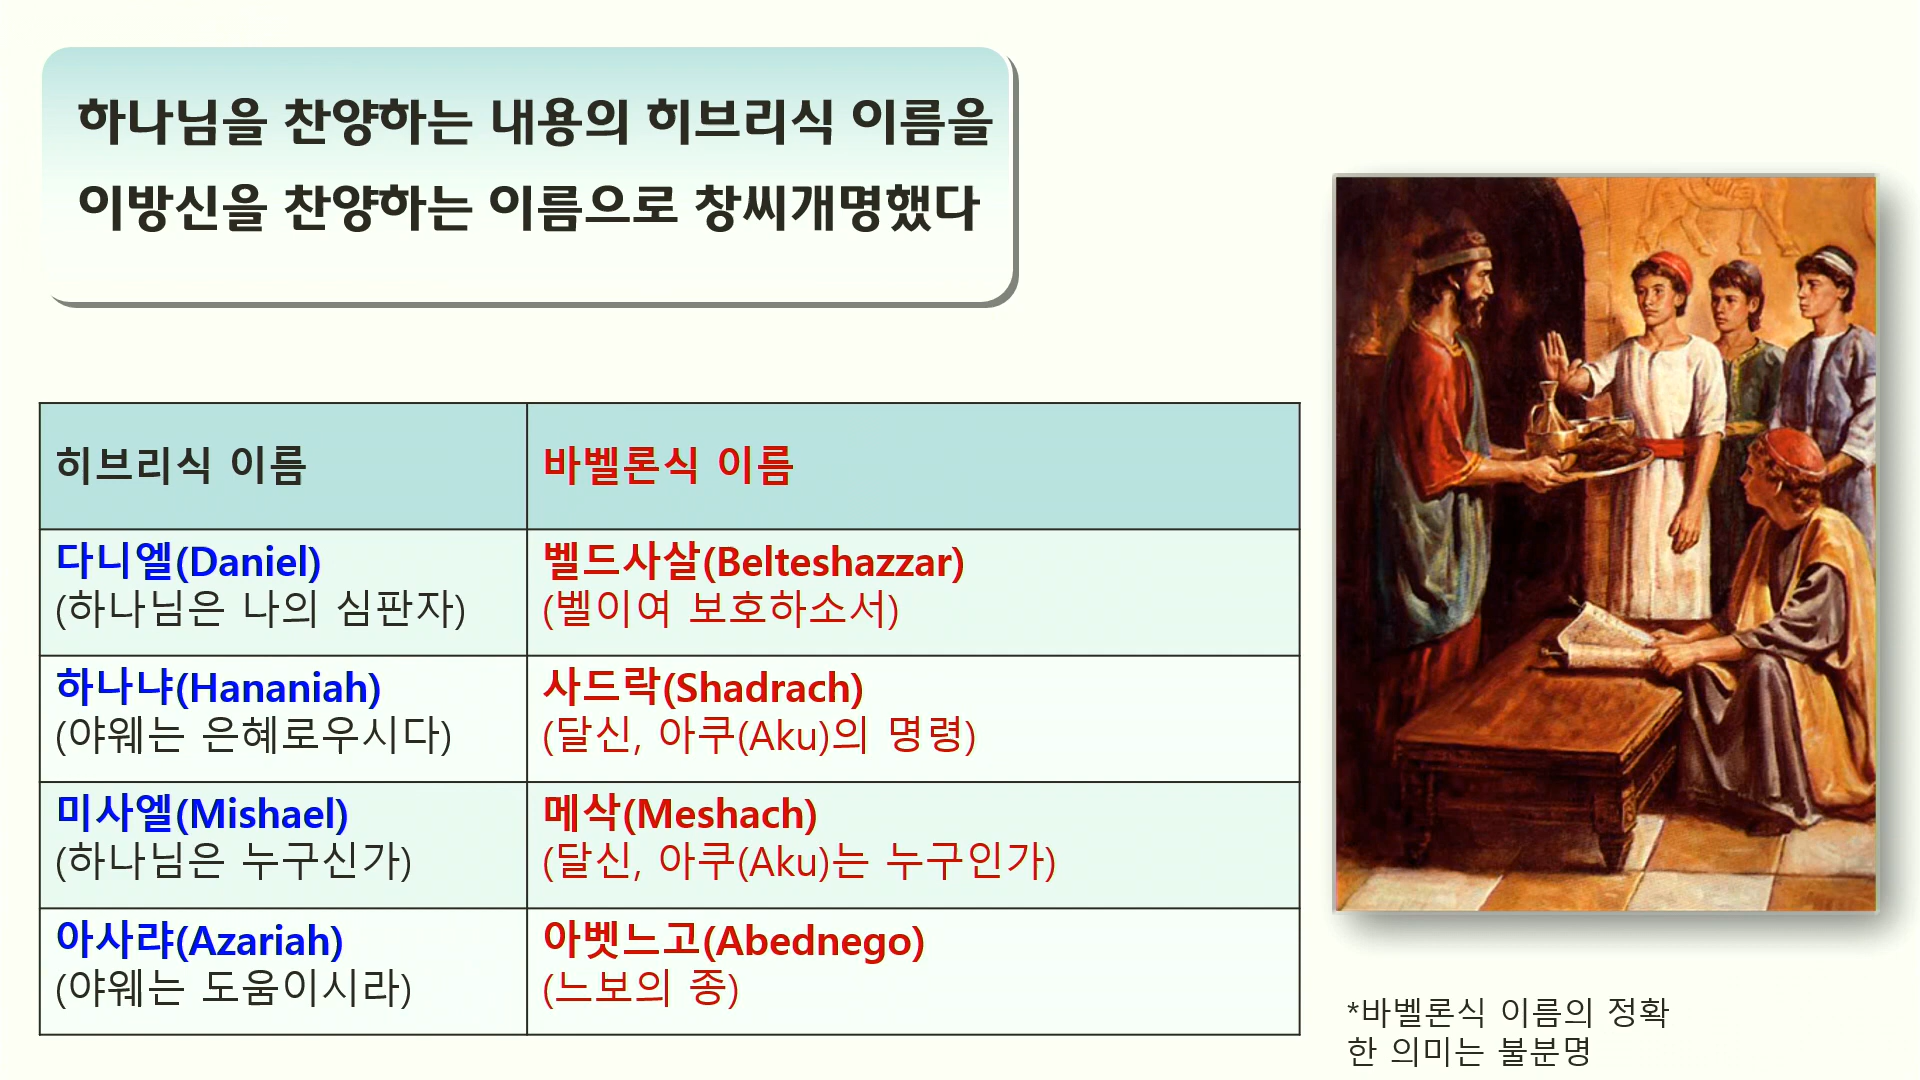 하나님을 찬양하는 내용의 히브리식 이름을
이방신을 찬양하는 이름으로 창씨개명했다
히브리식 이름
바벨론식 이름
다니엘(Daniel)
(하나님은 나의 심판자)
벨드사살(Belteshazzar)
(벨이여 보호하소서)
하나냐(Hananiah)
(야웨는 은혜로우시다)
사드락(Shadrach)
(달신, 아쿠(Aku)의 명령)
미사엘(Mishael)
(하나님은 누구신가)
메삭(Meshach)
(달신, 아쿠(Aku)는 누구인가)
아사랴(Azariah)
(야웨는 도움이시라)
아벳느고(Abednego)
(느보의 종)
*바벨론식 이름의 정확
한 의미는 불분명